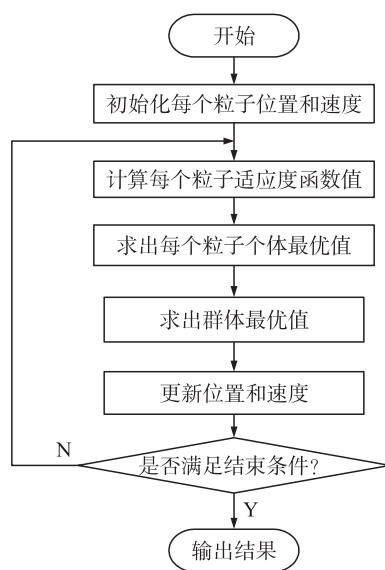 开始
初始化每个粒子位置和速度
计算每个粒子适应度函数值
求出每个粒子个体最优值
求出群体最优值
更新位置和速度
N
是否满足结束条件?
Y
输出结果